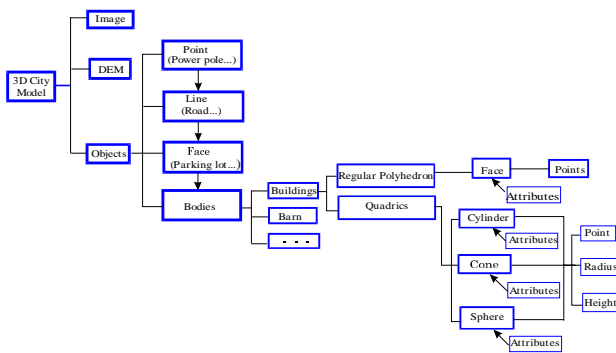 Image
3D City
Model
DEM
Objects
Point
(Power pole...)
Line
(Road...)
Face
(Parking lot...)
Bodies
Buildings
Barn
- - -
Regular Polyhedron
Quadrics
Face
Points
Attributes
Cylinder
Attributes
Cone
Attributes
Sphere
Attributes
Point
Radius
Height